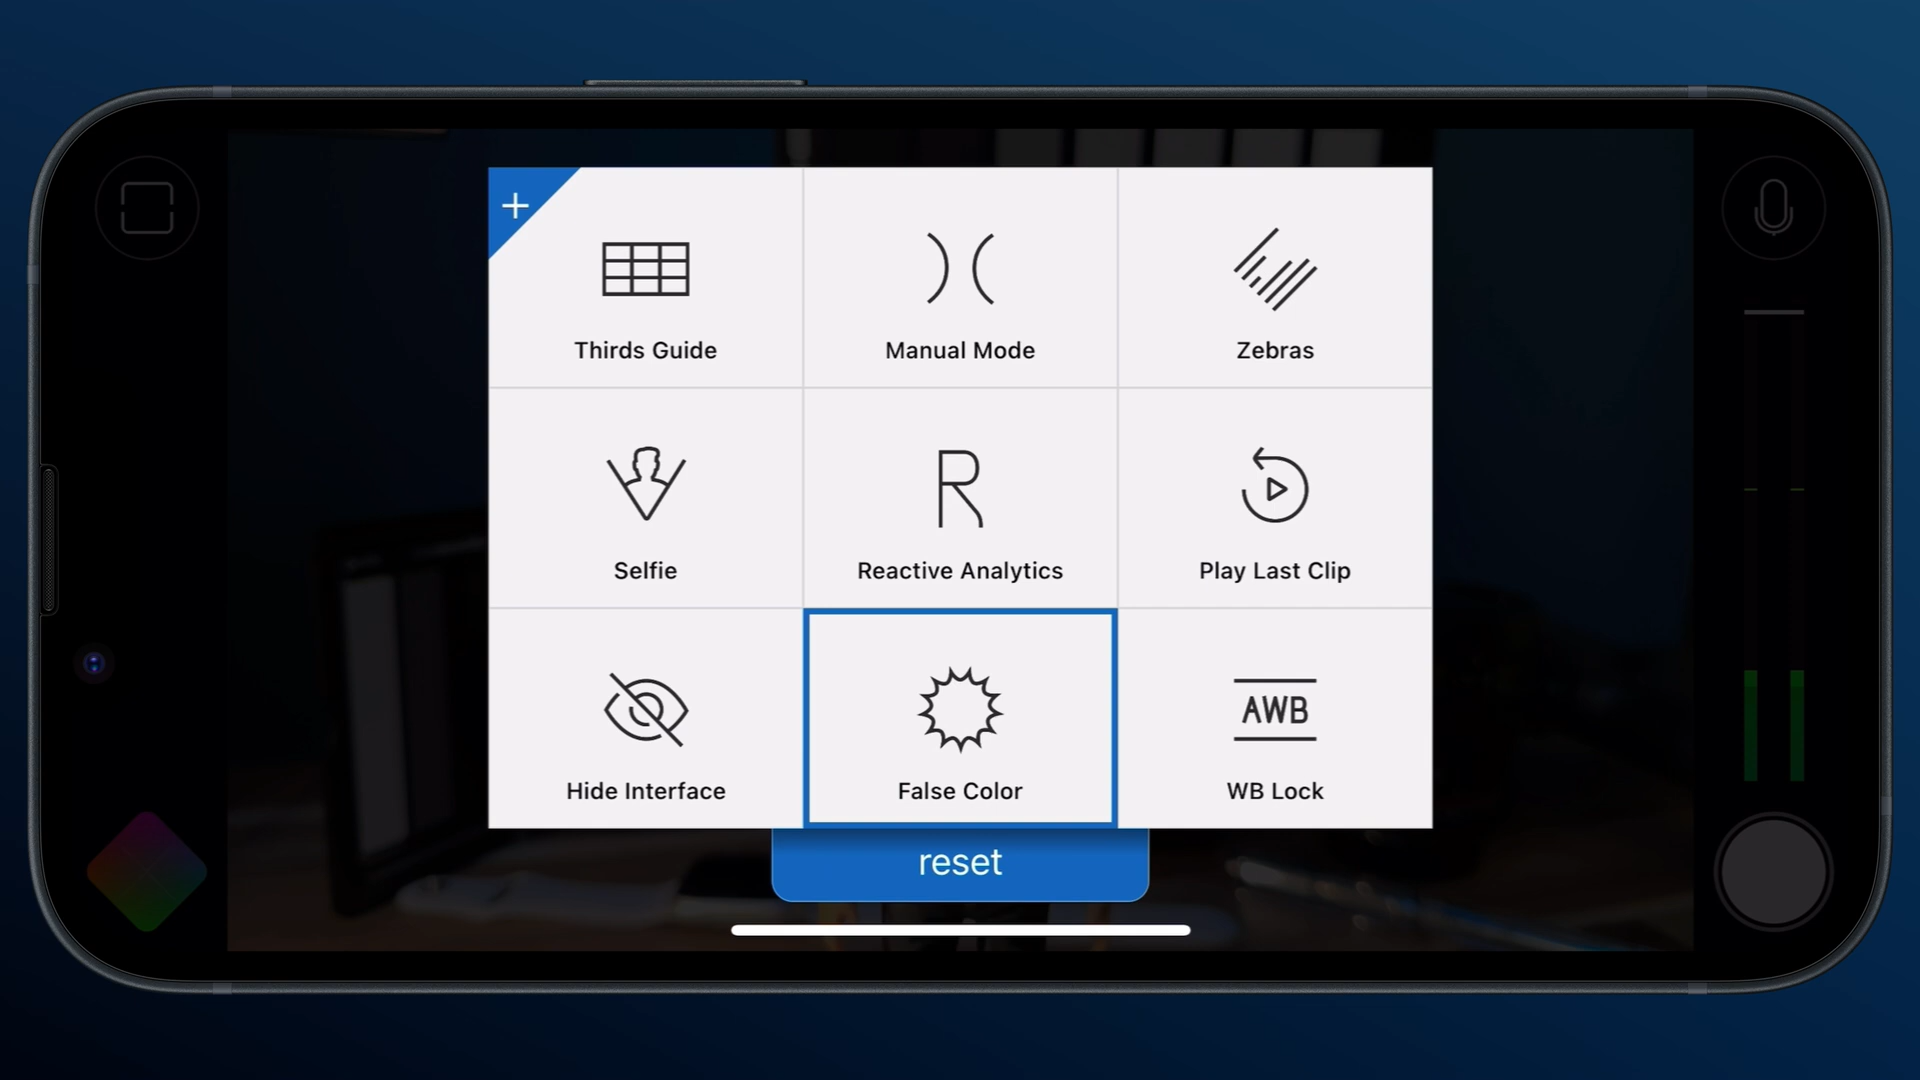 Thirds Guide
Manual Mode
Zebras
Selfie
R
Reactive Analytics
Play Last Clip
Hide Interface
False Color
AWB
WB Lock
reset